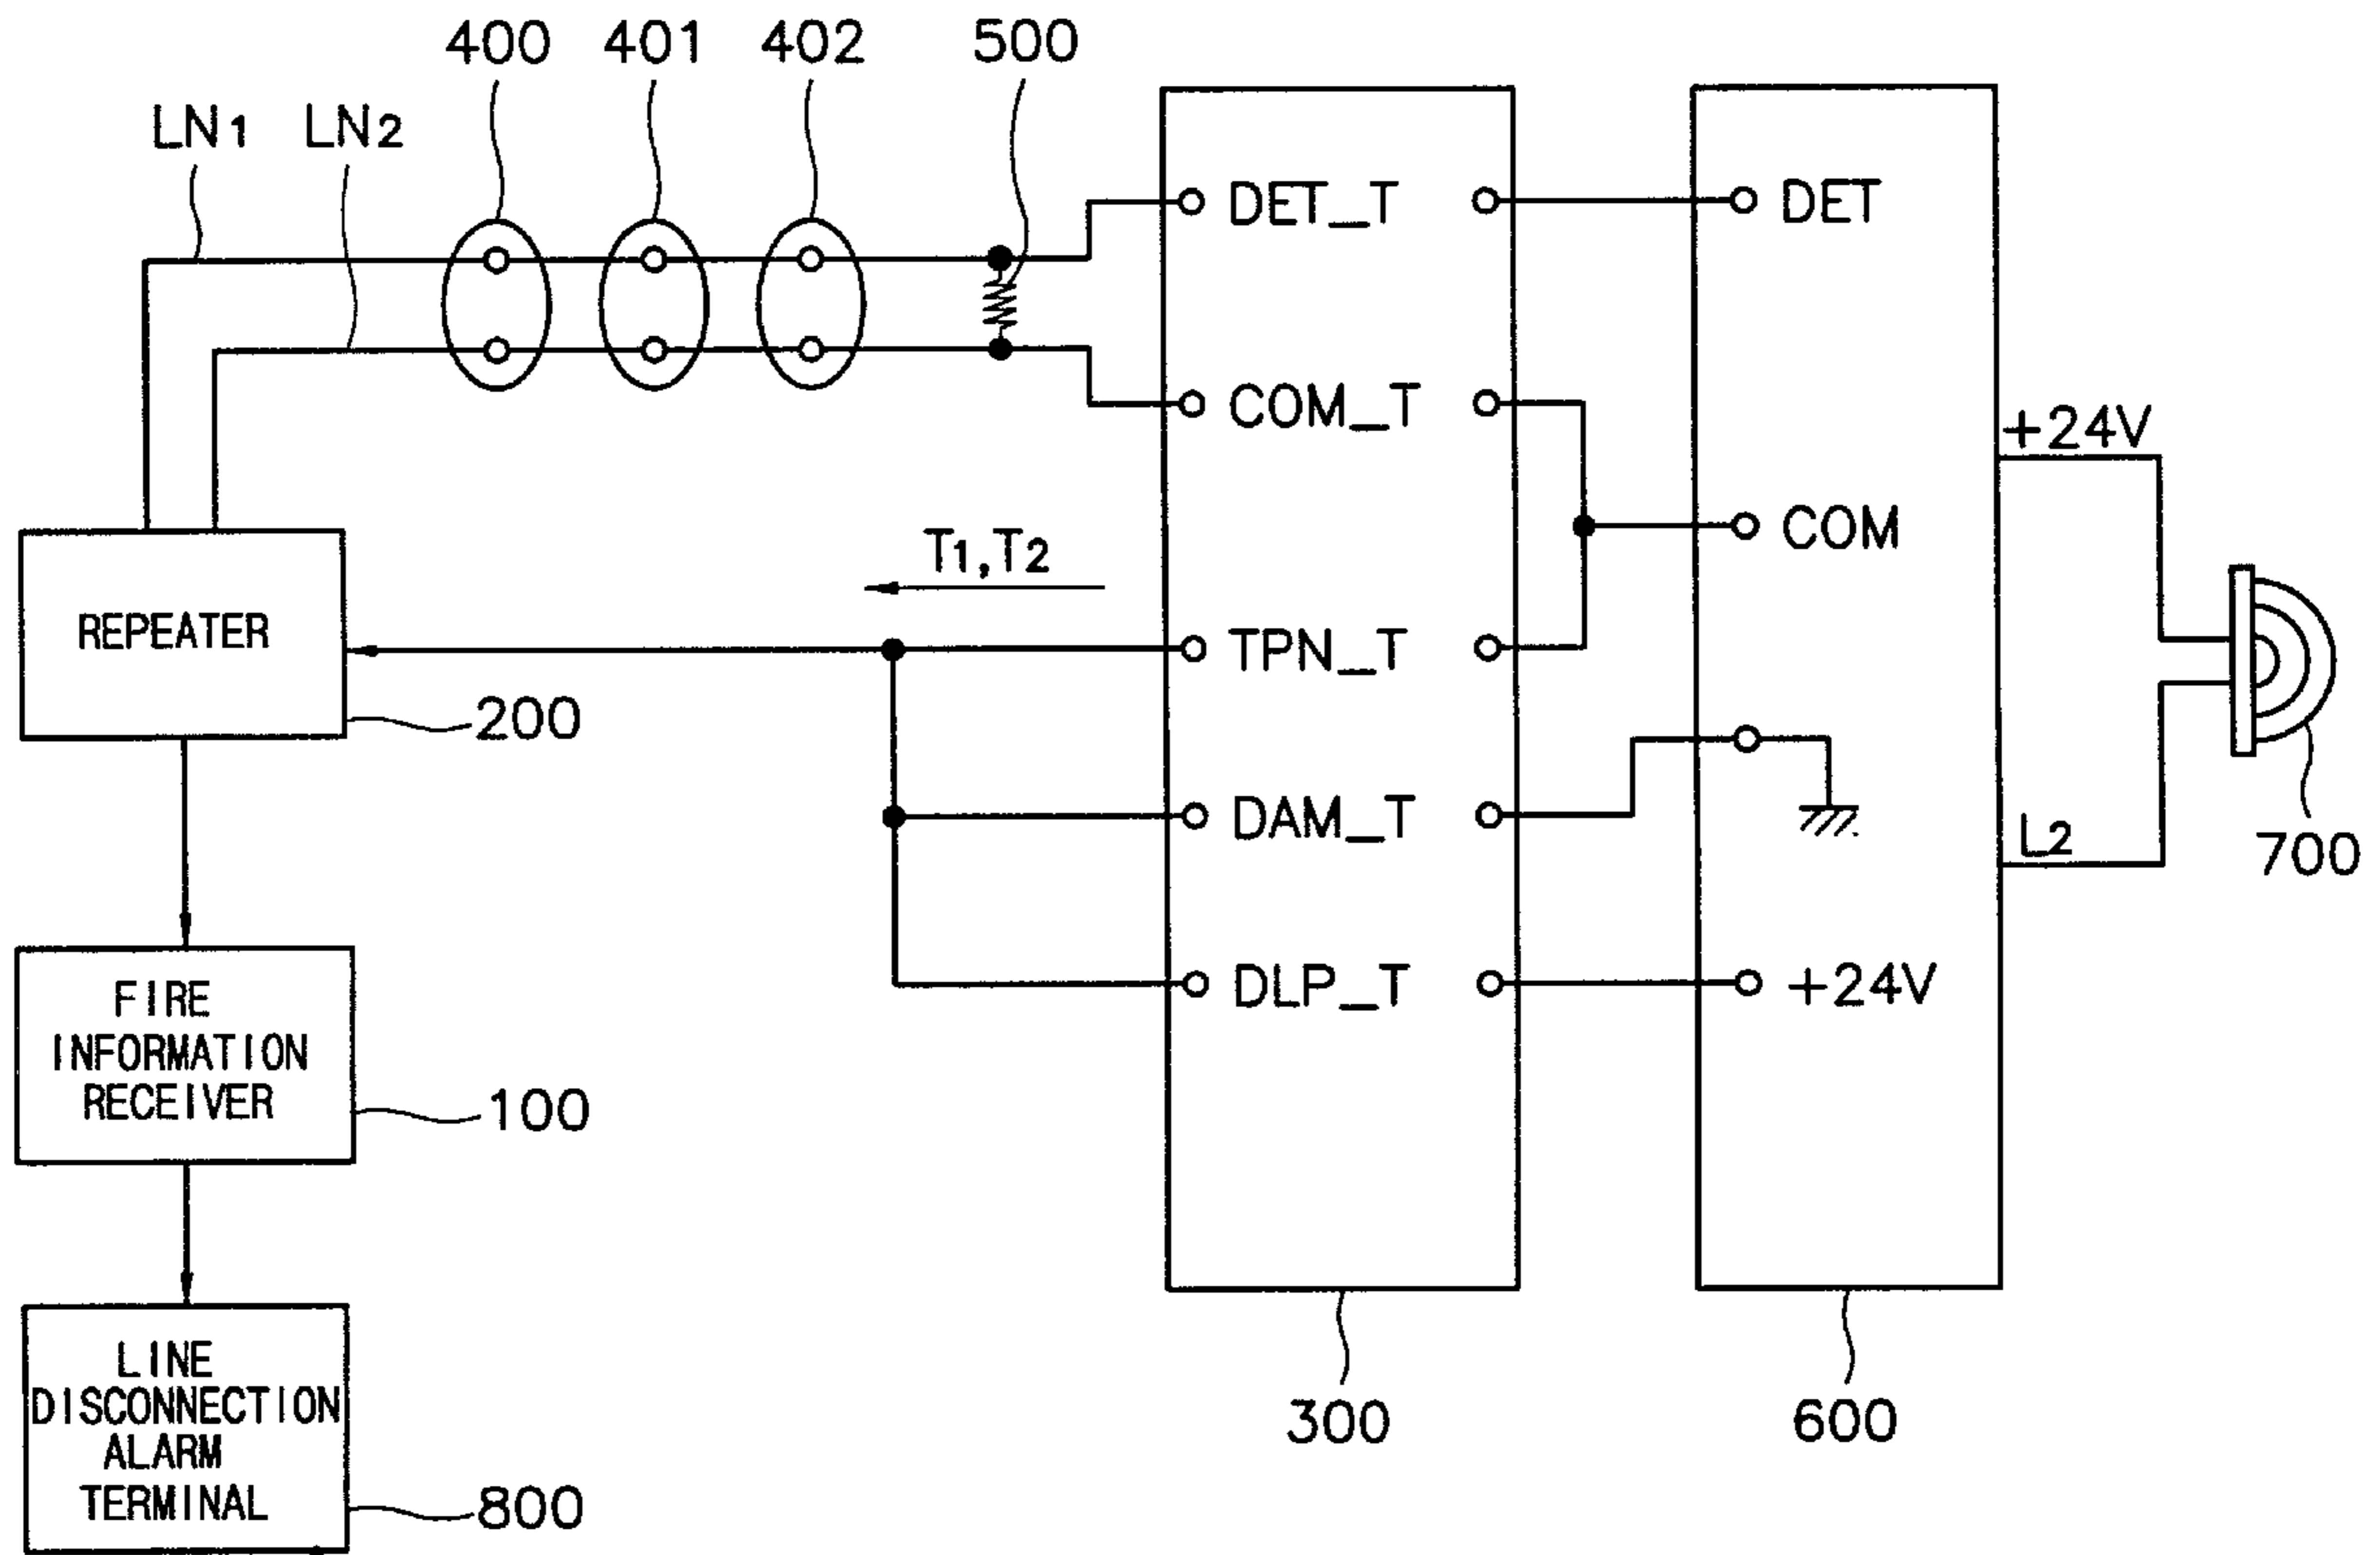 400
401
402
500
LN1
LN2
DET_T
DET
COM_T
+24V
COM
T1,T2
REPEATER
TPN_T
200
DAM_T
L2
700
FIRE
INFORMATION
RECEIVER
100
DLP_T
+24V
LINE
DISCONNECTION
ALARM
TERMINAL
800
300
600